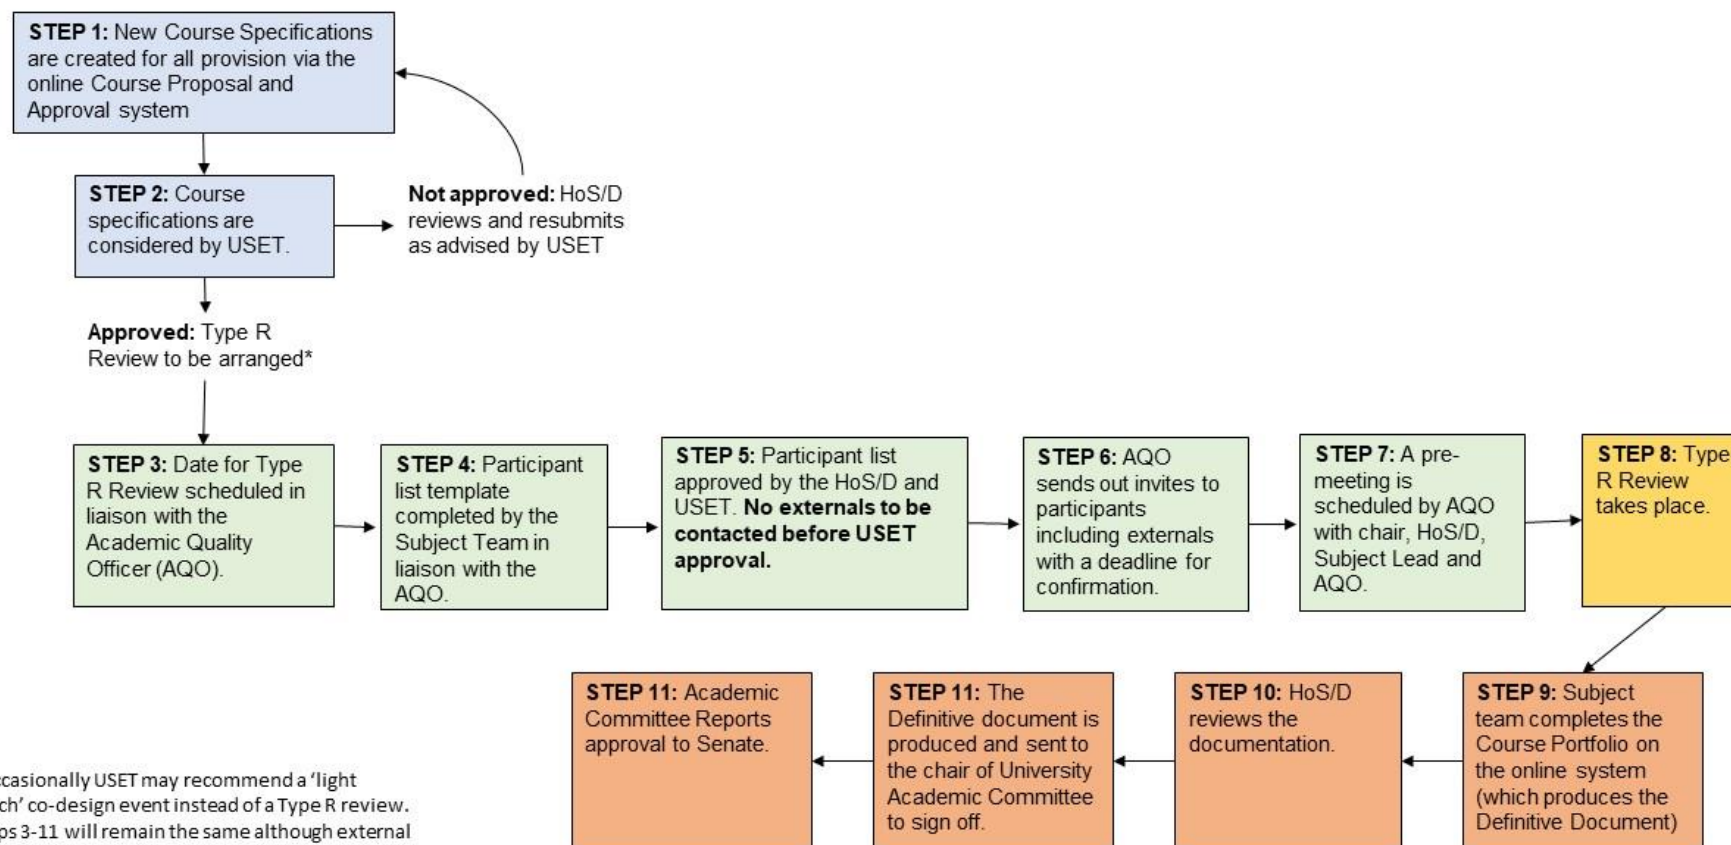 STEP 1: New Course Specifications
are created for all provision via the
online Course Proposal and
Approval system
STEP 2: Course
specifications are
considered by USET.
Not approved: HoS/D
reviews and resubmits
as advised by USET
Approved: Type R
Review to be arranged*
STEP 3: Date for Type
R Review scheduled in
liaison with the
Academic Quality
Officer (AQO).
STEP 4: Participant
list template
completed by the
Subject Team in
liaison with the
AQO.
STEP 5: Participant list
approved by the HoS/D and
USET. No externals to be
contacted before USET
approval.
STEP 6: AQO
sends out invites to
participants
including externals
with a deadline for
confirmation.
STEP 7: A pre-
meeting is
scheduled by AQO
with chair, HoS/D,
Subject Lead and
AQO.
STEP 8: Type
R Review
takes place.
STEP 11: Academic
Committee Reports
approval to Senate.
STEP 11: The
Definitive document is
produced and sent to
the chair of University
Academic Committee
to sign off.
STEP 10: HoS/D
reviews the
documentation.
STEP 9: Subject
team completes the
Course Portfolio on
the online system
(which produces the
Definitive Document)
ccasionally USET may recommend a ‘light
ch’ co-design event instead of a Type R review.
ps 3-11 will remain the same although external